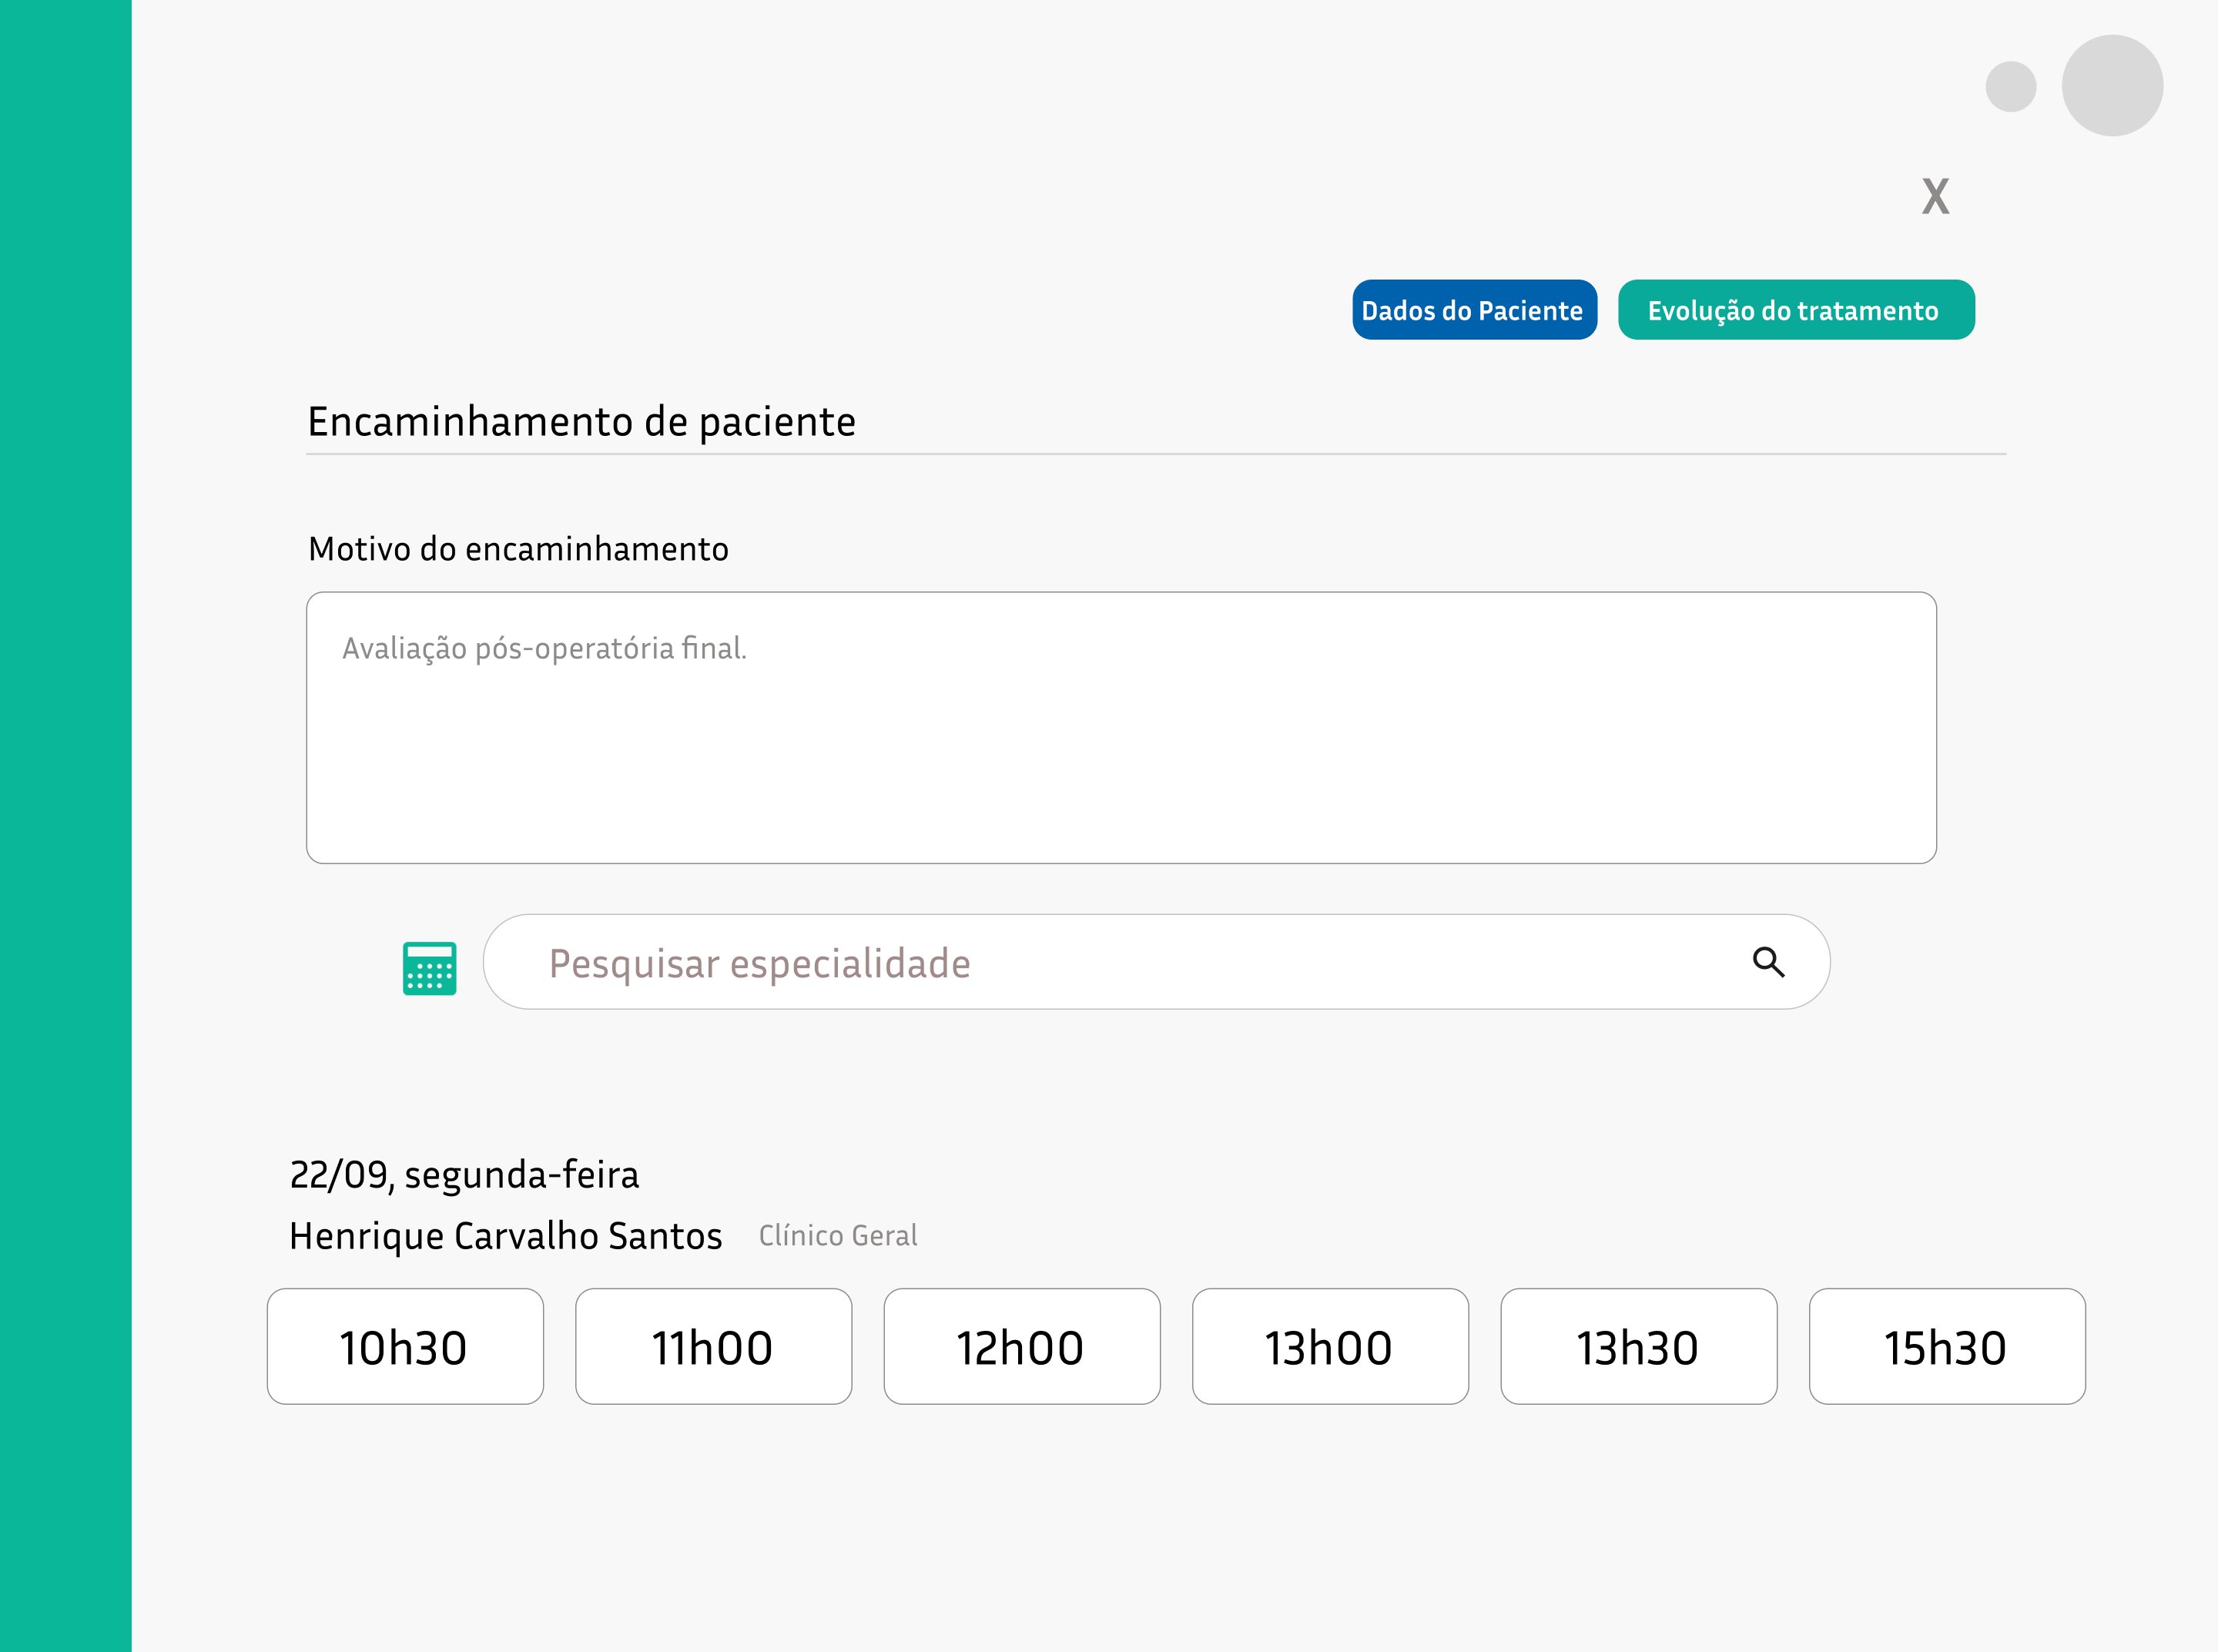 X
Dados do Paciente
Evolução do tratamento
Encaminhamento de paciente
Motivo do encaminhamento
Avaliação pós-operatória final.
Pesquisar especialidade
22/09, segunda-feira
Henrique Carvalho Santos Clínico Geral
10h30 11h00 12h00 13h00 13h30 15h30